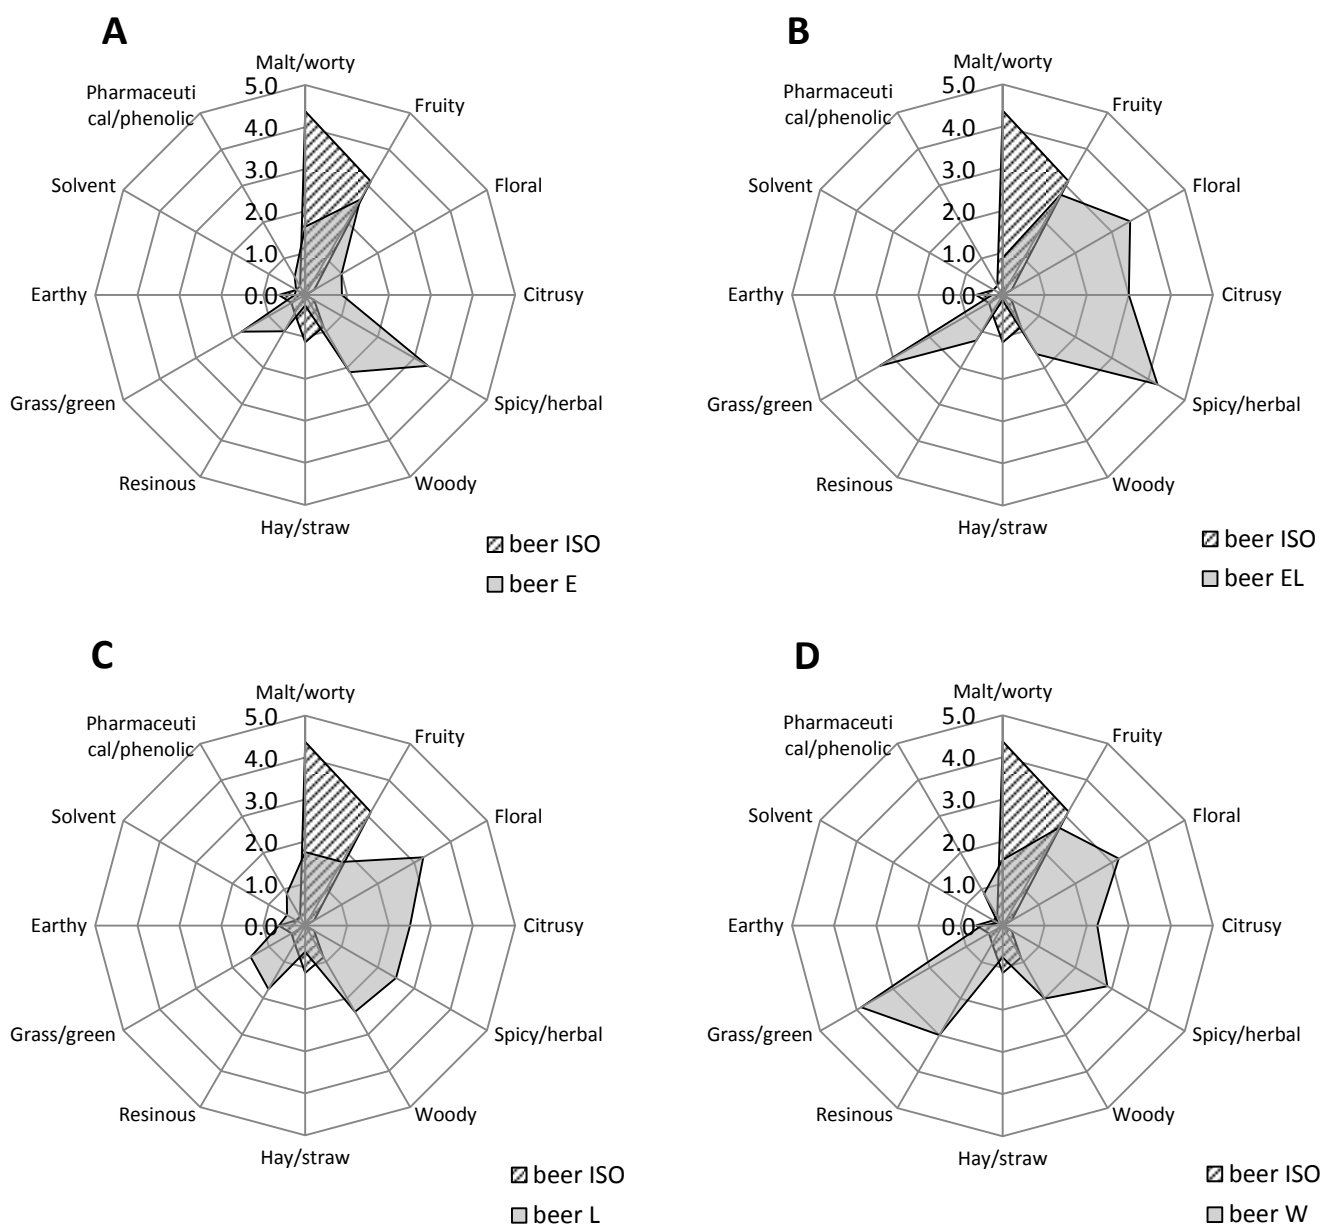 A
Malt/worty
Fruity
Floral
Citrusy
Spicy/herbal
Woody
Hay/straw
Resinous
Grass/green
Earthy
Solvent
Pharmaceuti
cal/phenolic
5.0
4.0
3.0
2.0
1.0
0.0
beer ISO
beer E
B
Malt/worty
Fruity
Floral
Citrusy
Spicy/herbal
Woody
Hay/straw
Resinous
Grass/green
Earthy
Solvent
Pharmaceuti
cal/phenolic
5.0
4.0
3.0
2.0
1.0
0.0
beer ISO
beer EL
C
Malt/worty
Fruity
Floral
Citrusy
Spicy/herbal
Woody
Hay/straw
Resinous
Grass/green
Earthy
Solvent
Pharmaceuti
cal/phenolic
5.0
4.0
3.0
2.0
1.0
0.0
beer ISO
beer L
D
Malt/worty
Fruity
Floral
Citrusy
Spicy/herbal
Woody
Hay/straw
Resinous
Grass/green
Earthy
Solvent
Pharmaceuti
cal/phenolic
5.0
4.0
3.0
2.0
1.0
0.0
beer ISO
beer W